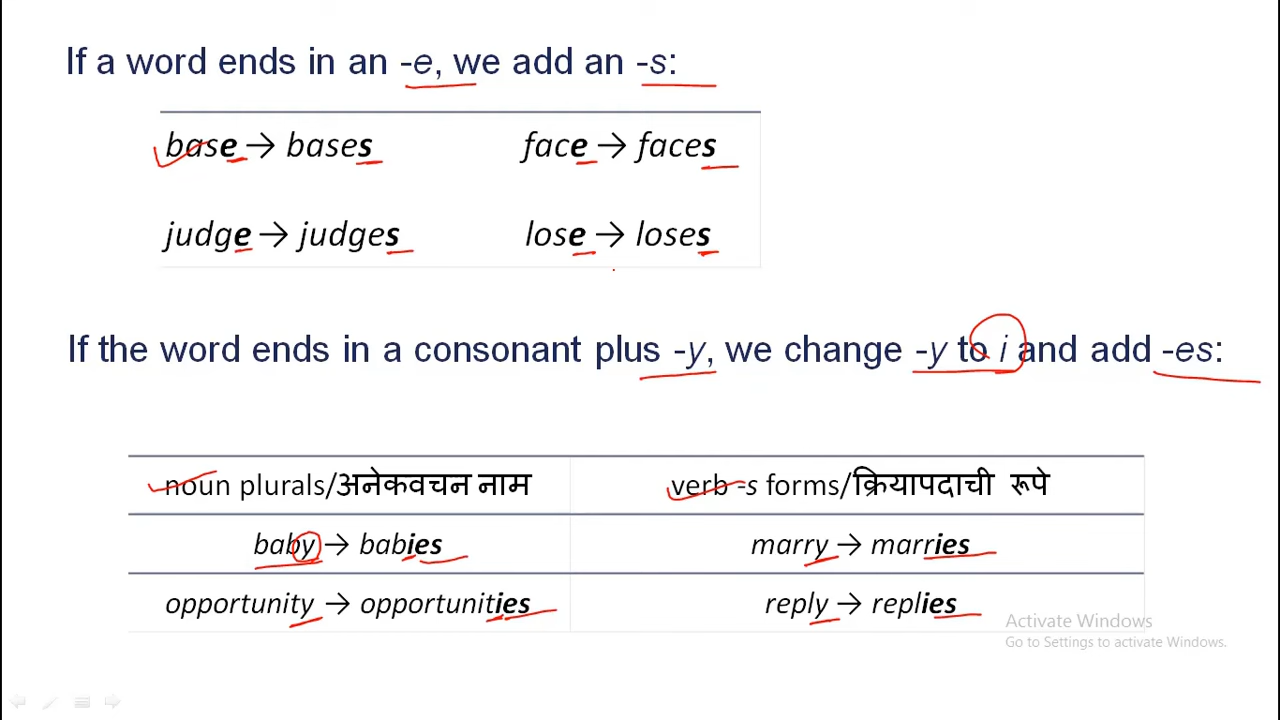 If a word ends in an -e, we add an -s:
base → bases face → faces
judge → judges lose → loses
If the word ends in a consonant plus -y, we change -y to i and add -es:
noun plurals/अनेकवचन नाम verb -s forms/क्रियापदाची रूपे
baby → babies marry → marries
opportunity → opportunities reply → replies
Activate Windows
Go to Settings to activate Windows.